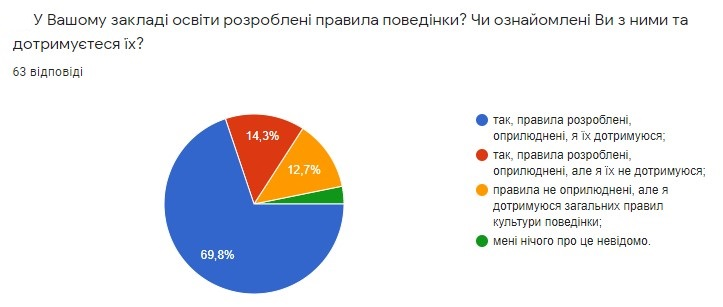 У Вашому закладі освіти розроблені правила поведінки? Чи ознайомлені Ви з ними та
дотримуєтеся їх?
63 відповіді
14,3%
12,7%
69,8%
так, правила розроблені,
оприлюднені, я їх дотримуюся;
так, правила розроблені,
оприлюднені, але я їх не дотримуюся;
правила не оприлюднені, але я
дотримуюся загальних правил
культури поведінки;
мені нічого про це невідомо.